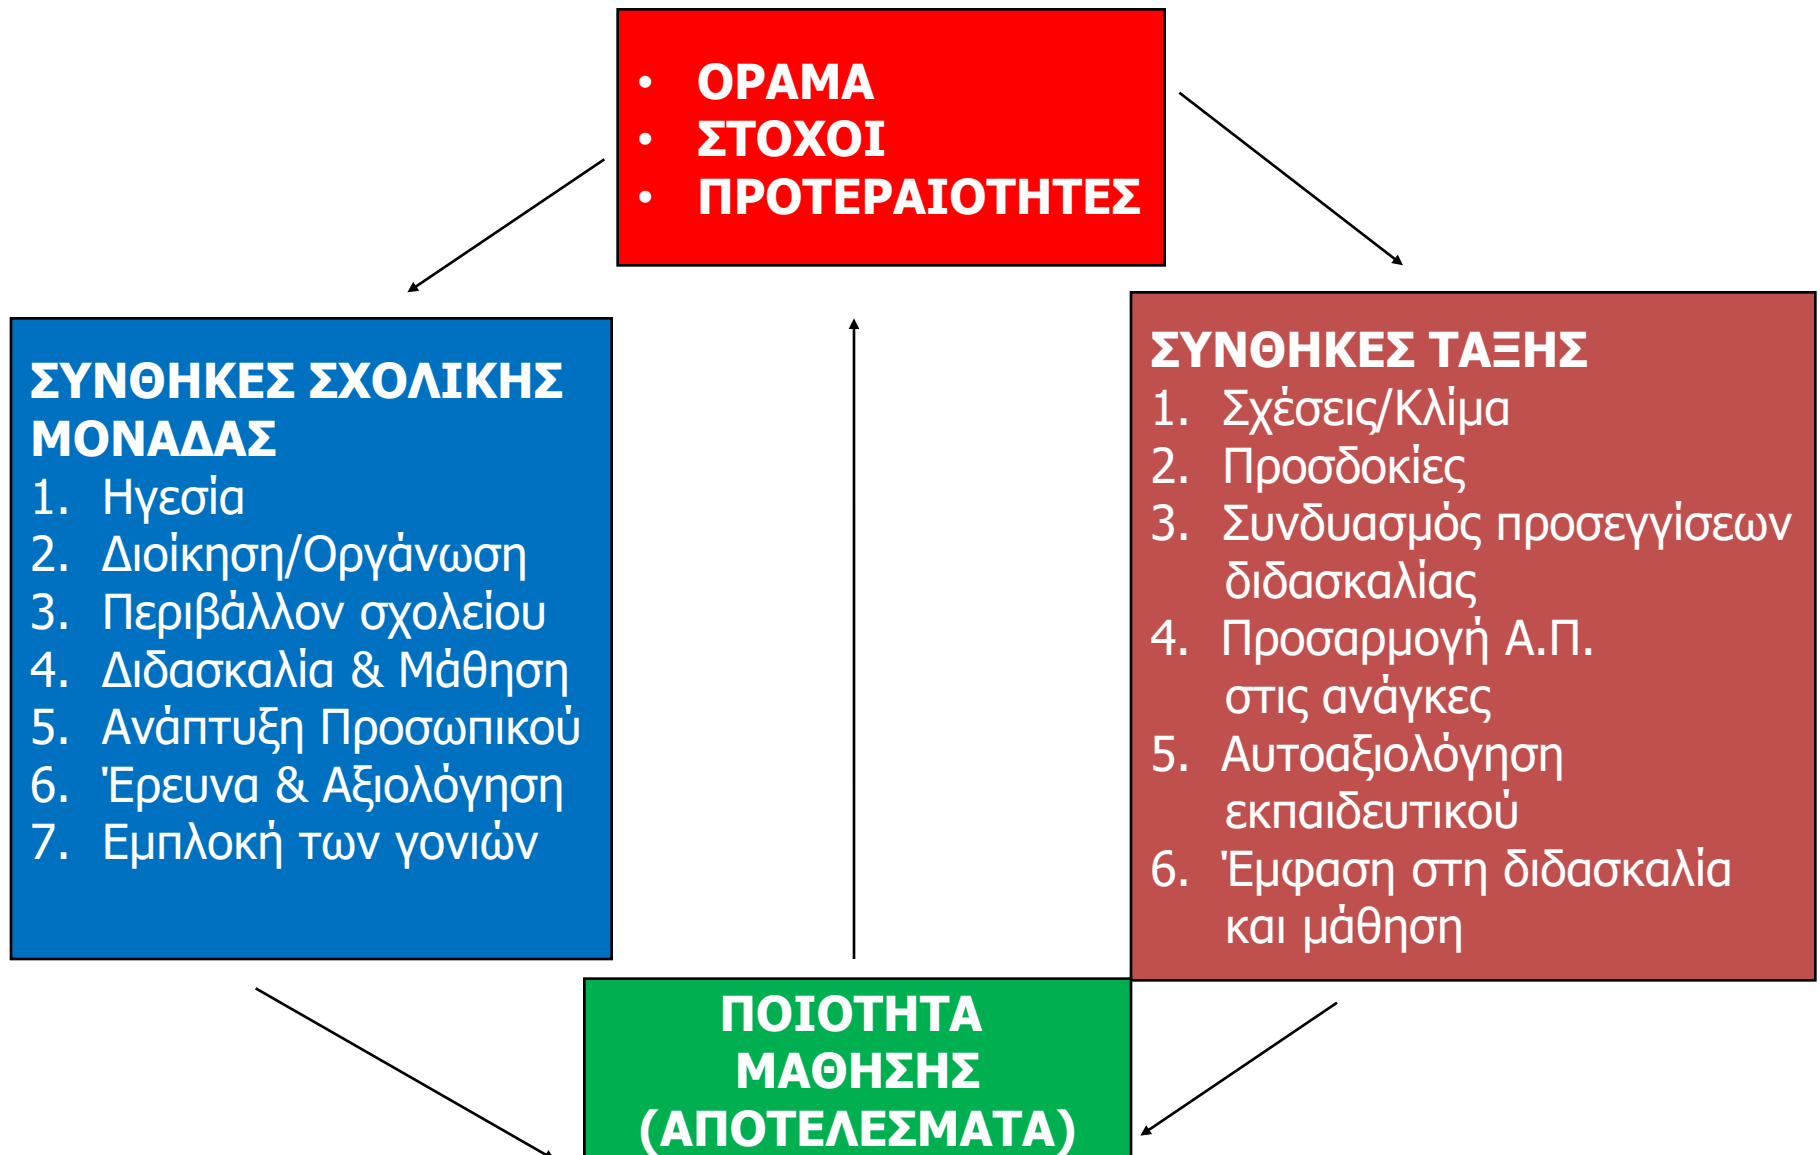 • ΟΡΑΜΑ
• ΣΤΟΧΟΙ
• ΠΡΟΤΕΡΑΙΟΤΗΤΕΣ
ΣΥΝΘΗΚΕΣ ΣΧΟΛΙΚΗΣ
ΜΟΝΑΔΑΣ
1. Ηγεσία
2. Διοίκηση/Οργάνωση
3. Περιβάλλον σχολείου
4. Διδασκαλία & Μάθηση
5. Ανάπτυξη Προσωπικού
6. Έρευνα & Αξιολόγηση
7. Εμπλοκή των γονιών
ΣΥΝΘΗΚΕΣ ΤΑΞΗΣ
1. Σχέσεις/Κλίμα
2. Προσδοκίες
3. Συνδυασμός προσεγγίσεων
διδασκαλίας
4. Προσαρμογή Α.Π.
στις ανάγκες
5. Αυτοαξιολόγηση
εκπαιδευτικού
6. Έμφαση στη διδασκαλία
και μάθηση
ΠΟΙΟΤΗΤΑ
ΜΑΘΗΣΗΣ
(ΑΠΟΤΕΛΕΣΜΑΤΑ)